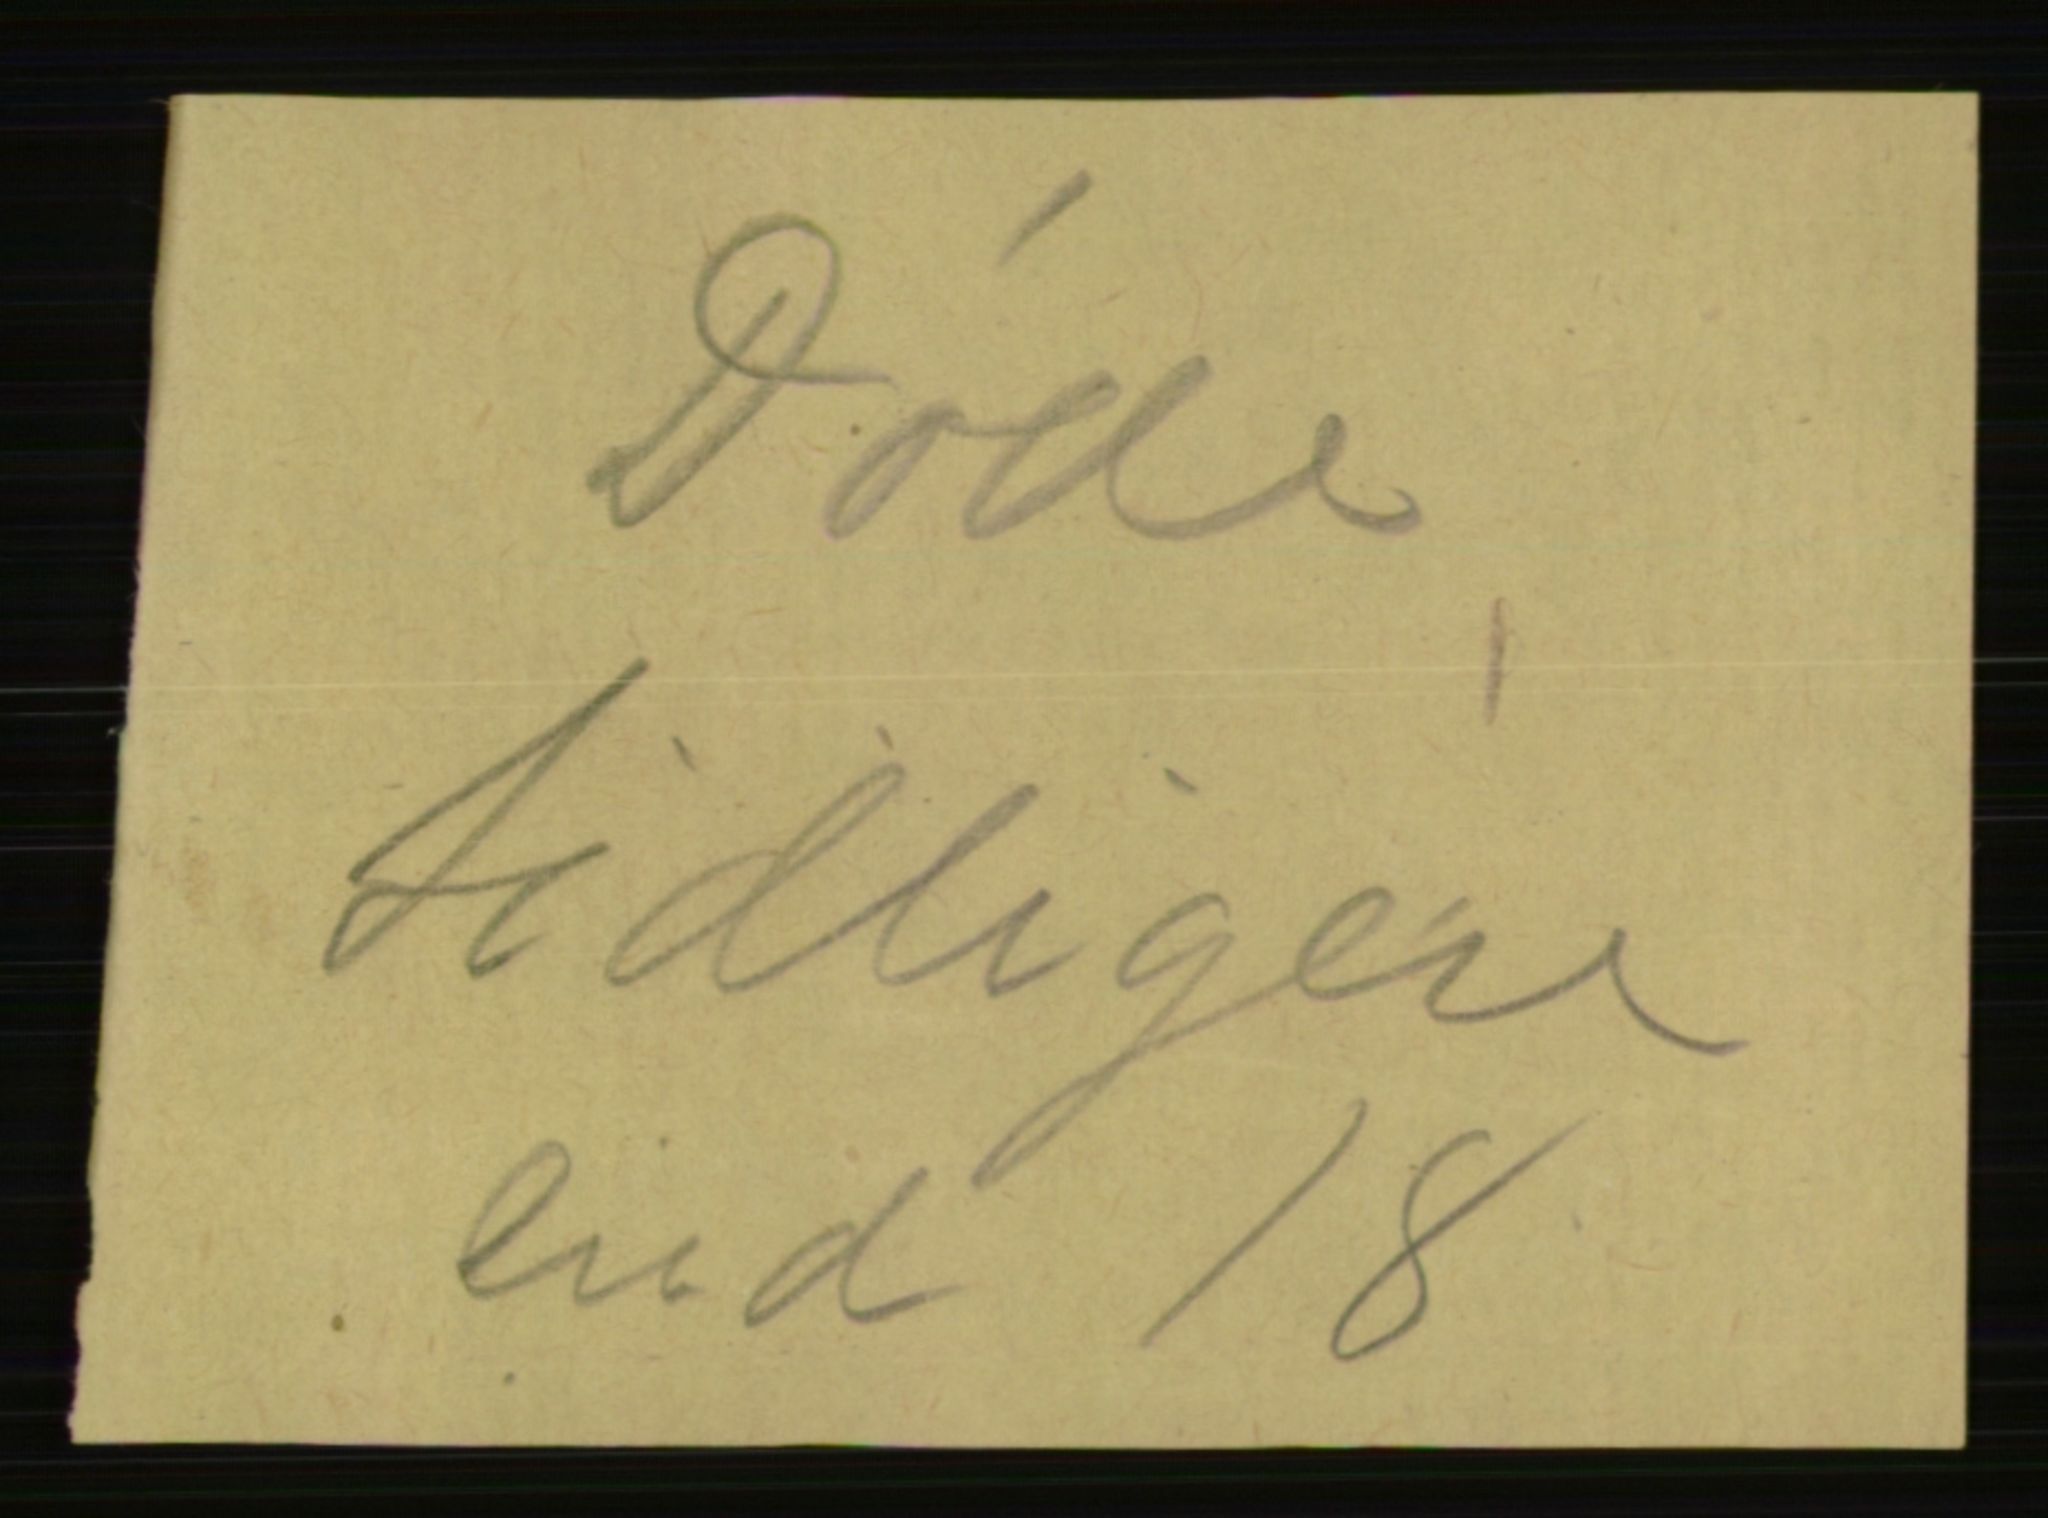 Døde
tidligere
end 18